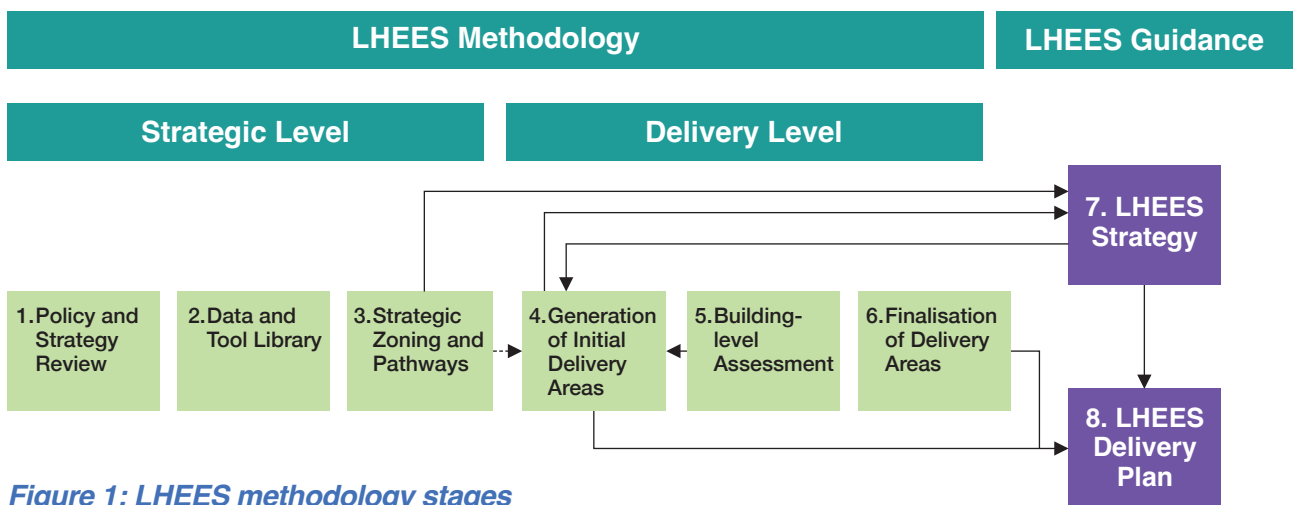 LHEES Methodology
LHEES Guidance
Strategic Level
Delivery Level
1. Policy and
Strategy
Review
2. Data and
Tool Library
3. Strategic
Zoning and
Pathways
4. Generation
of Initial
Delivery
Areas
5. Building-
level
Assessment
6. Finalisation
of Delivery
Areas
7. LHEES
Strategy
8. LHEES
Delivery
Plan
Figure 1: LHEES methodology stages